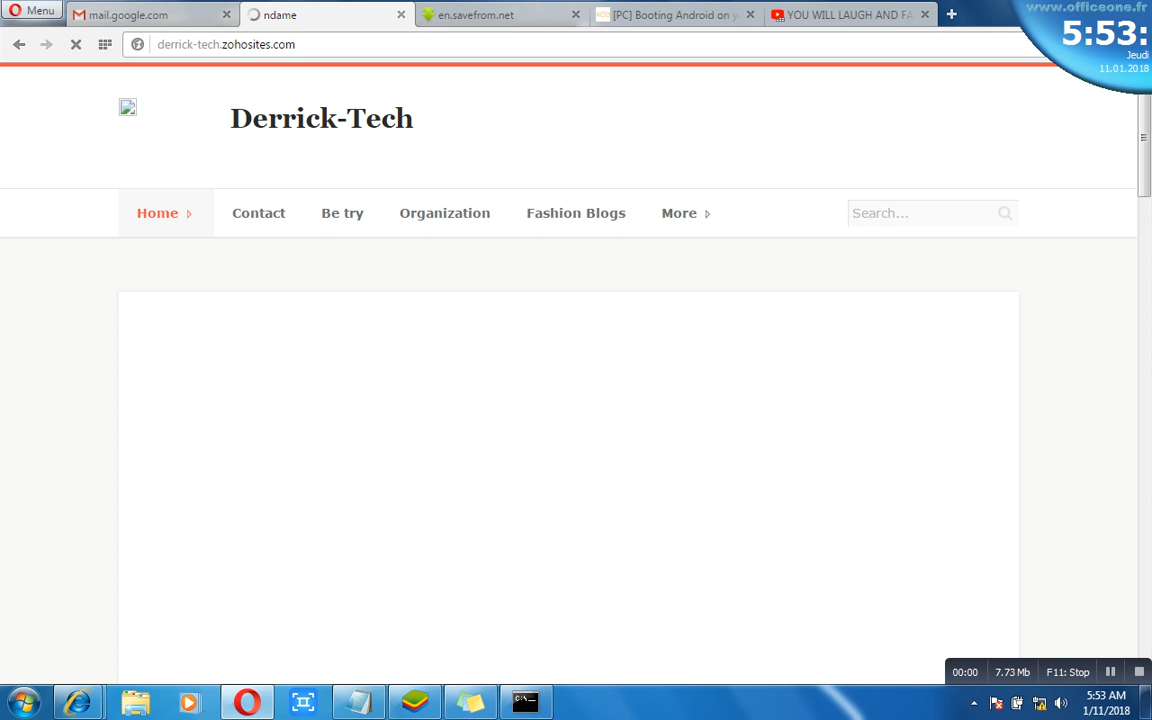 Menu
mail.google.com
ndame
en.savefrom.net
[PC] Booting Android on y
YOU WILL LAUGH AND FA
www.officeone.fr
5:53:
Jeudi
11.01.2018
derrick-tech.zohosites.com
Derrick-Tech
Home
Contact
Be try
Organization
Fashion Blogs
More
Search...
00:00
7.73 Mb
F11: Stop
C:\
5:53 AM
1/11/2018